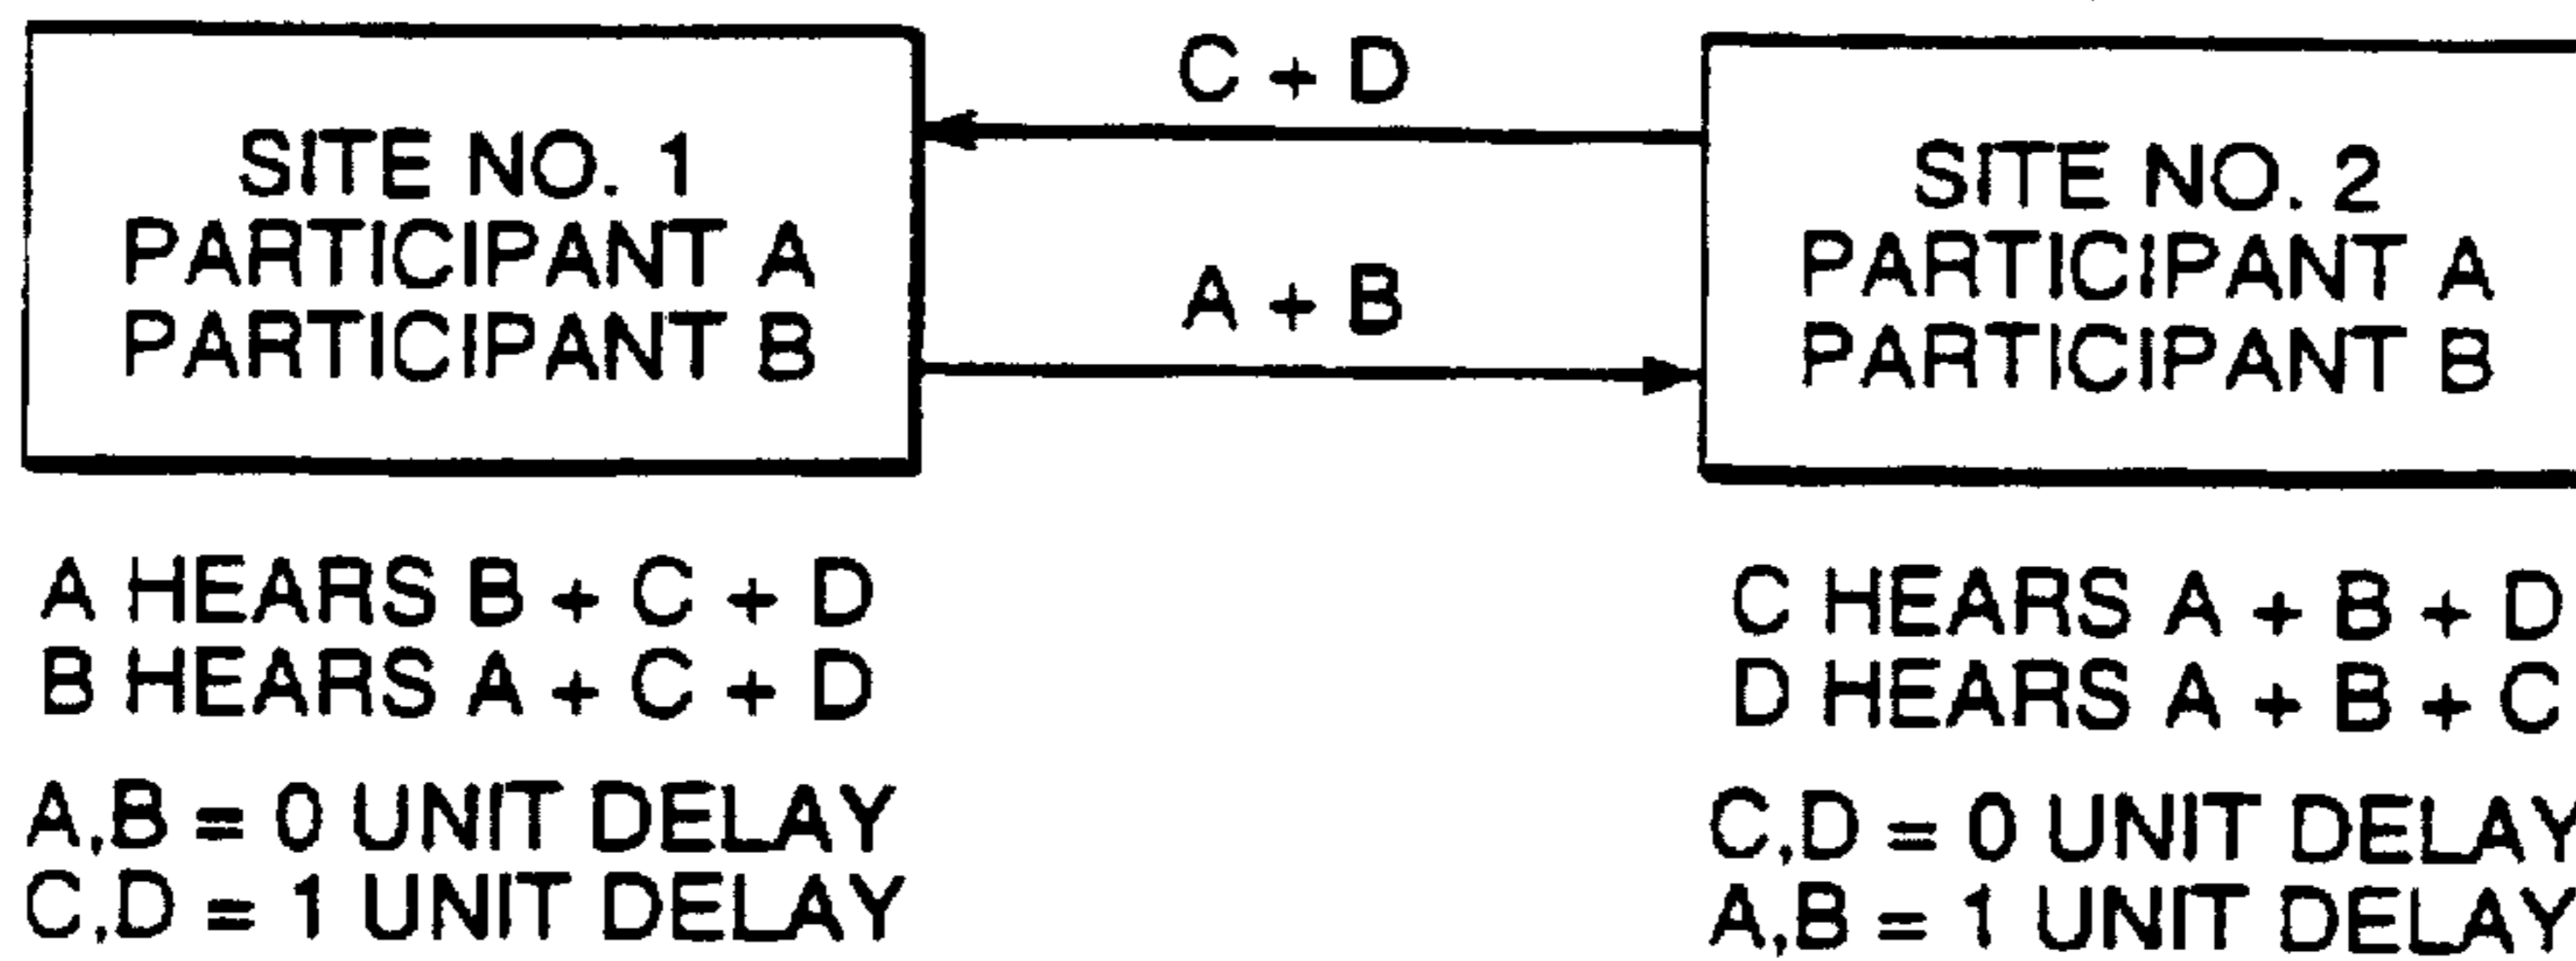 C + D
SITE NO. 1
PARTICIPANT A
PARTICIPANT B
A + B
SITE NO. 2
PARTICIPANT A
PARTICIPANT B
A HEARS B + C + D
B HEARS A + C + D
A,B = 0 UNIT DELAY
C,D = 1 UNIT DELAY
C HEARS A + B + D
D HEARS A + B + C
C,D = 0 UNIT DELAY
A,B = 1 UNIT DELAY